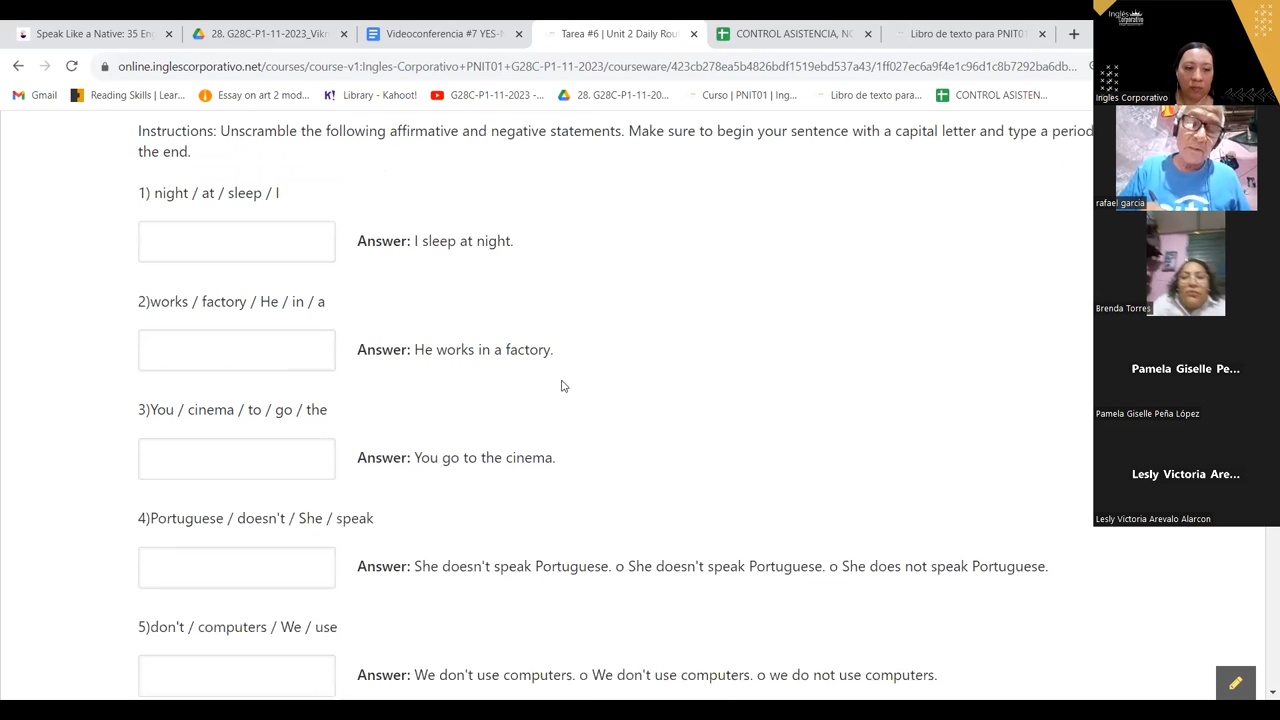 Speak Like a Native: 35 En
28. G28C-P1-11-2023_Vikn
Videoconferencia #7 YES-N
Tarea #6 | Unit 2 Daily Rou
CONTROL ASISTENCIA, NO
Libro de texto para PNIT01
online.inglescorporativo.net/courses/course-v1:Ingles-Corporativo+PNIT01+G28C-P1-11-2023/courseware/423cb278ea5b4826bdf1519ebd537a43/1ff027ec6a9f4e1c96d1c8b7292ba6db...
Gmail
Reading Skills | Lear...
Essay on art 2 mod...
Library - Kano...
G28C-P1-11-2023 -...
28. G28C-P1-11-20...
Curso | PNIT01 | Ing...
Libro de texto para...
CONTROL ASISTEN...
Instructions: Unscramble the following affirmative and negative statements. Make sure to begin your sentence with a capital letter and type a period
the end.
1) night / at / sleep / I
Answer: I sleep at night.
2)works / factory / He / in / a
Answer: He works in a factory.
3)You / cinema / to / go / the
Answer: You go to the cinema.
4)Portuguese / doesn't / She / speak
Answer: She doesn't speak Portuguese. o She doesn't speak Portuguese. o She does not speak Portuguese.
5)don't / computers / We / use
Answer: We don't use computers. o We don't use computers. o we do not use computers.
Inglés
Corporativo
Ingles Corporativo
rafael garcia
Brenda Torres
Pamela Giselle Pe...
Pamela Giselle Peña López
Lesly Victoria Are...
Lesly Victoria Arevalo Alarcon